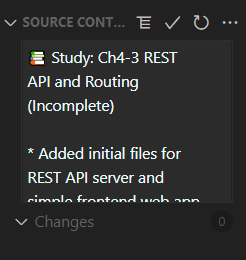 SOURCE CONT...
📚 Study: Ch4-3 REST
API and Routing
(Incomplete)
* Added initial files for
REST API server and
simple frontend web app
Changes 0